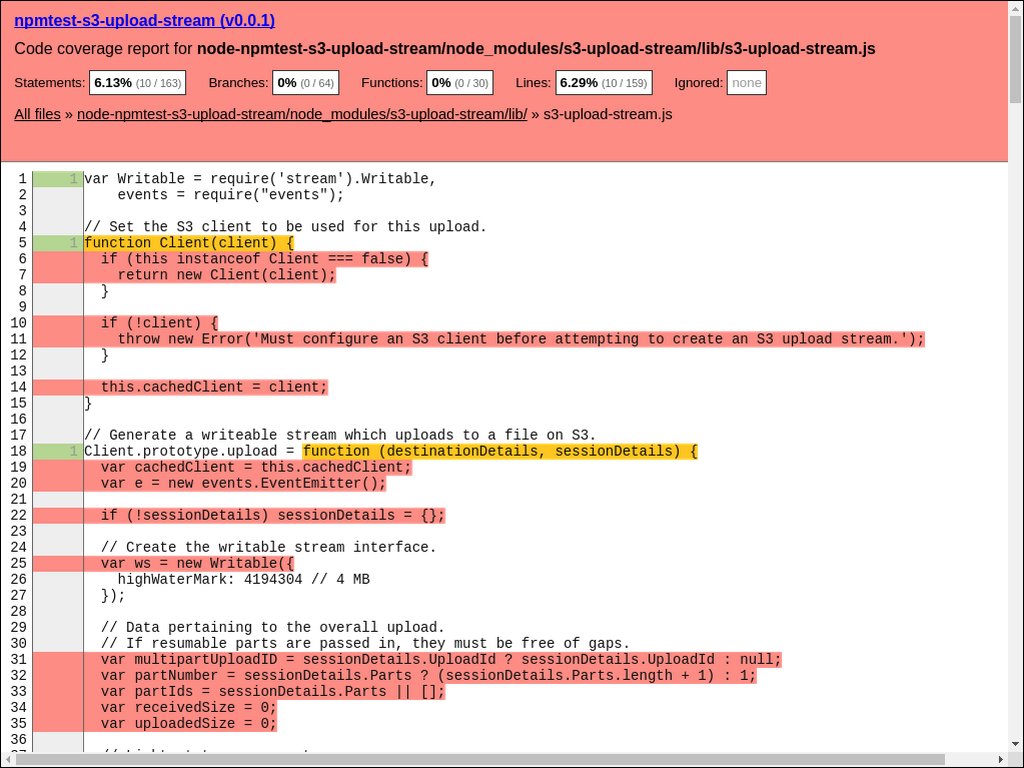 npmtest-s3-upload-stream (v0.0.1)
Code coverage report for node-npmtest-s3-upload-stream/node_modules/s3-upload-stream/lib/s3-upload-stream.js
Statements: 6.13% (10 / 163) Branches: 0% (0 / 64) Functions: 0% (0 / 30) Lines: 6.29% (10 / 159) Ignored: none
All files » node-npmtest-s3-upload-stream/node_modules/s3-upload-stream/lib/ » s3-upload-stream.js
1 1 var Writable = require('stream').Writable,
2     events = require("events");
3
4 // Set the S3 client to be used for this upload.
5 1 function Client(client) {
6   if (this instanceof Client === false) {
7     return new Client(client);
8   }
9
10   if (!client) {
11     throw new Error('Must configure an S3 client before attempting to create an S3 upload stream.');
12   }
13
14   this.cachedClient = client;
15 }
16
17 // Generate a writeable stream which uploads to a file on S3.
18 1 Client.prototype.upload = function (destinationDetails, sessionDetails) {
19   var cachedClient = this.cachedClient;
20   var e = new events.EventEmitter();
21
22   if (!sessionDetails) sessionDetails = {};
23
24   // Create the writable stream interface.
25   var ws = new Writable({
26     highWaterMark: 4194304 // 4 MB
27   });
28
29   // Data pertaining to the overall upload.
30   // If resumable parts are passed in, they must be free of gaps.
31   var multipartUploadID = sessionDetails.UploadId ? sessionDetails.UploadId : null;
32   var partNumber = sessionDetails.Parts ? (sessionDetails.Parts.length + 1) : 1;
33   var partIds = sessionDetails.Parts || [];
34   var receivedSize = 0;
35   var uploadedSize = 0;
36